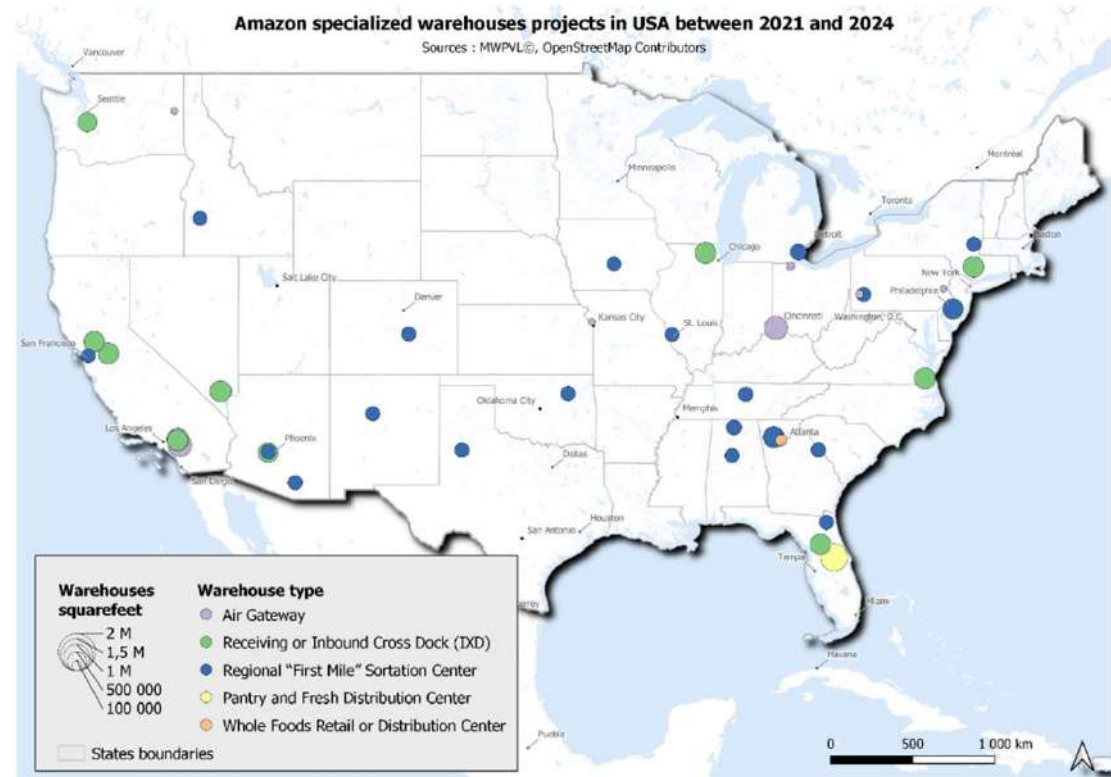 Amazon specialized warehouses projects in USA between 2021 and 2024
Sources : MWPVL©, OpenStreetMap Contributors
Vancouver
Seattle
Montréal
Minneapolis
Toronto
Boston
Detroit
Chicago
New York
Salt Lake City
Denver
Philadelphia
Kansas City
Cincinnati
Washington, D.C.
St. Louis
San Francisco
Oklahoma City
Memphis
Los Angeles
Phoenix
Atlanta
San Diego
Dallas
San Antonio
Houston
Tampa
Miami
Havana
Puebla
Warehouses
squarefeet
2 M
1,5 M
1 M
500 000
100 000
Warehouse type
Air Gateway
Receiving or Inbound Cross Dock (IXD)
Regional “First Mile” Sortation Center
Pantry and Fresh Distribution Center
Whole Foods Retail or Distribution Center
States boundaries
0 500 1 000 km